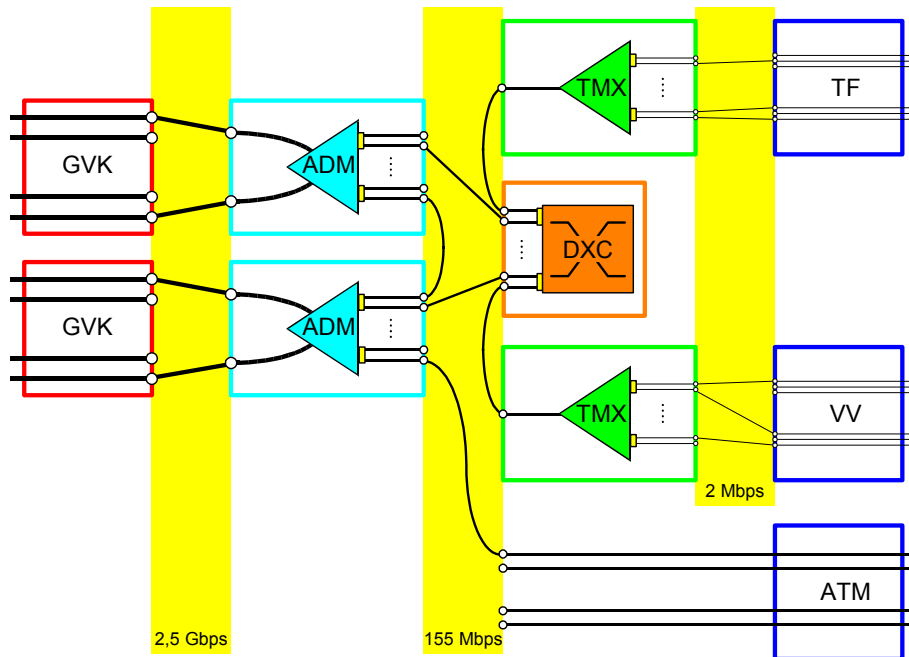 TMX
TF
GVK
ADM
DXC
GVK
ADM
TMX
VV
2 Mbps
ATM
2,5 Gbps
155 Mbps